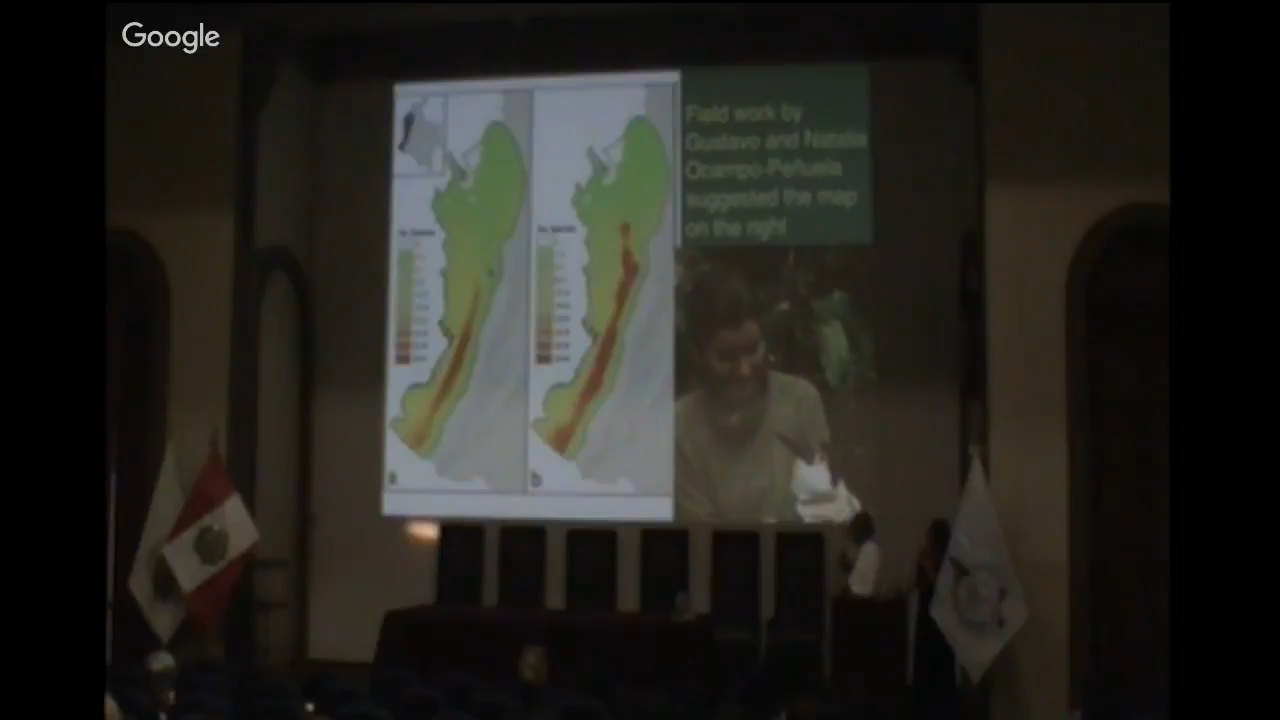 Google
Field work by
Gustavo and Natalia
Ocampo-Peñuela
suggested the map
on the right
a
b